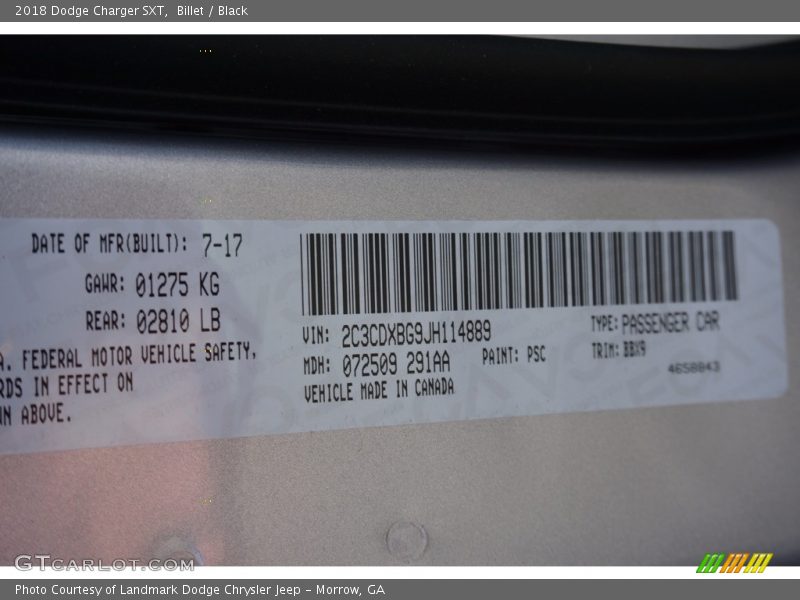 2018 Dodge Charger SXT,  Billet / Black
DATE OF MFR(BUILT): 7-17
GAWR: 01275 KG
REAR: 02810 LB
A. FEDERAL MOTOR VEHICLE SAFETY,
RDS IN EFFECT ON
WN ABOVE.
VIN: 2C3CDXBG9JH114889
TYPE: PASSENGER CAR
MDH: 072509 291AA
PAINT: PSC
TRIM: BBX9
VEHICLE MADE IN CANADA
4658843
GTCARLOT.COM
Photo Courtesy of Landmark Dodge Chrysler Jeep – Morrow, GA